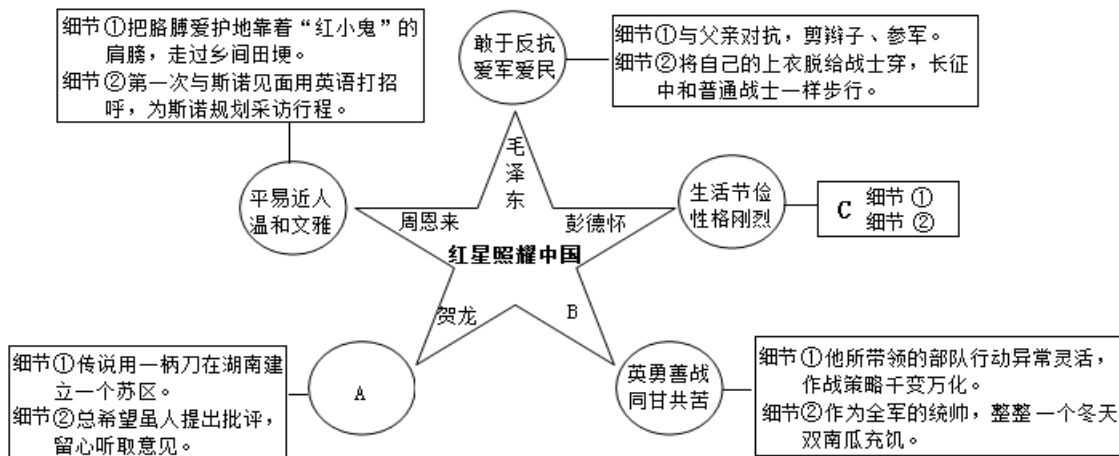 细节①把胳膊爱护地靠着“红小鬼”的
肩膀，走过乡间田埂。
细节②第一次与斯诺见面用英语打招
呼，为斯诺规划采访行程。
敢于反抗
爱军爱民
细节①与父亲对抗，剪辫子、参军。
细节②将自己的上衣脱给战士穿，长征
中和普通战士一样步行。
平易近人
温和文雅
毛泽东
周恩来
彭德怀
红星照耀中国
贺龙
B
生活节俭
性格刚烈
C 细节①
细节②
细节①传说用一柄刀在湖南建
立一个苏区。
细节②总希望虽人提出批评，
留心听取意见。
A
英勇善战
同甘共苦
细节①他所带领的部队行动异常灵活，
作战策略千变万化。
细节②作为全军的统帅，整整一个冬天
双南瓜充饥。